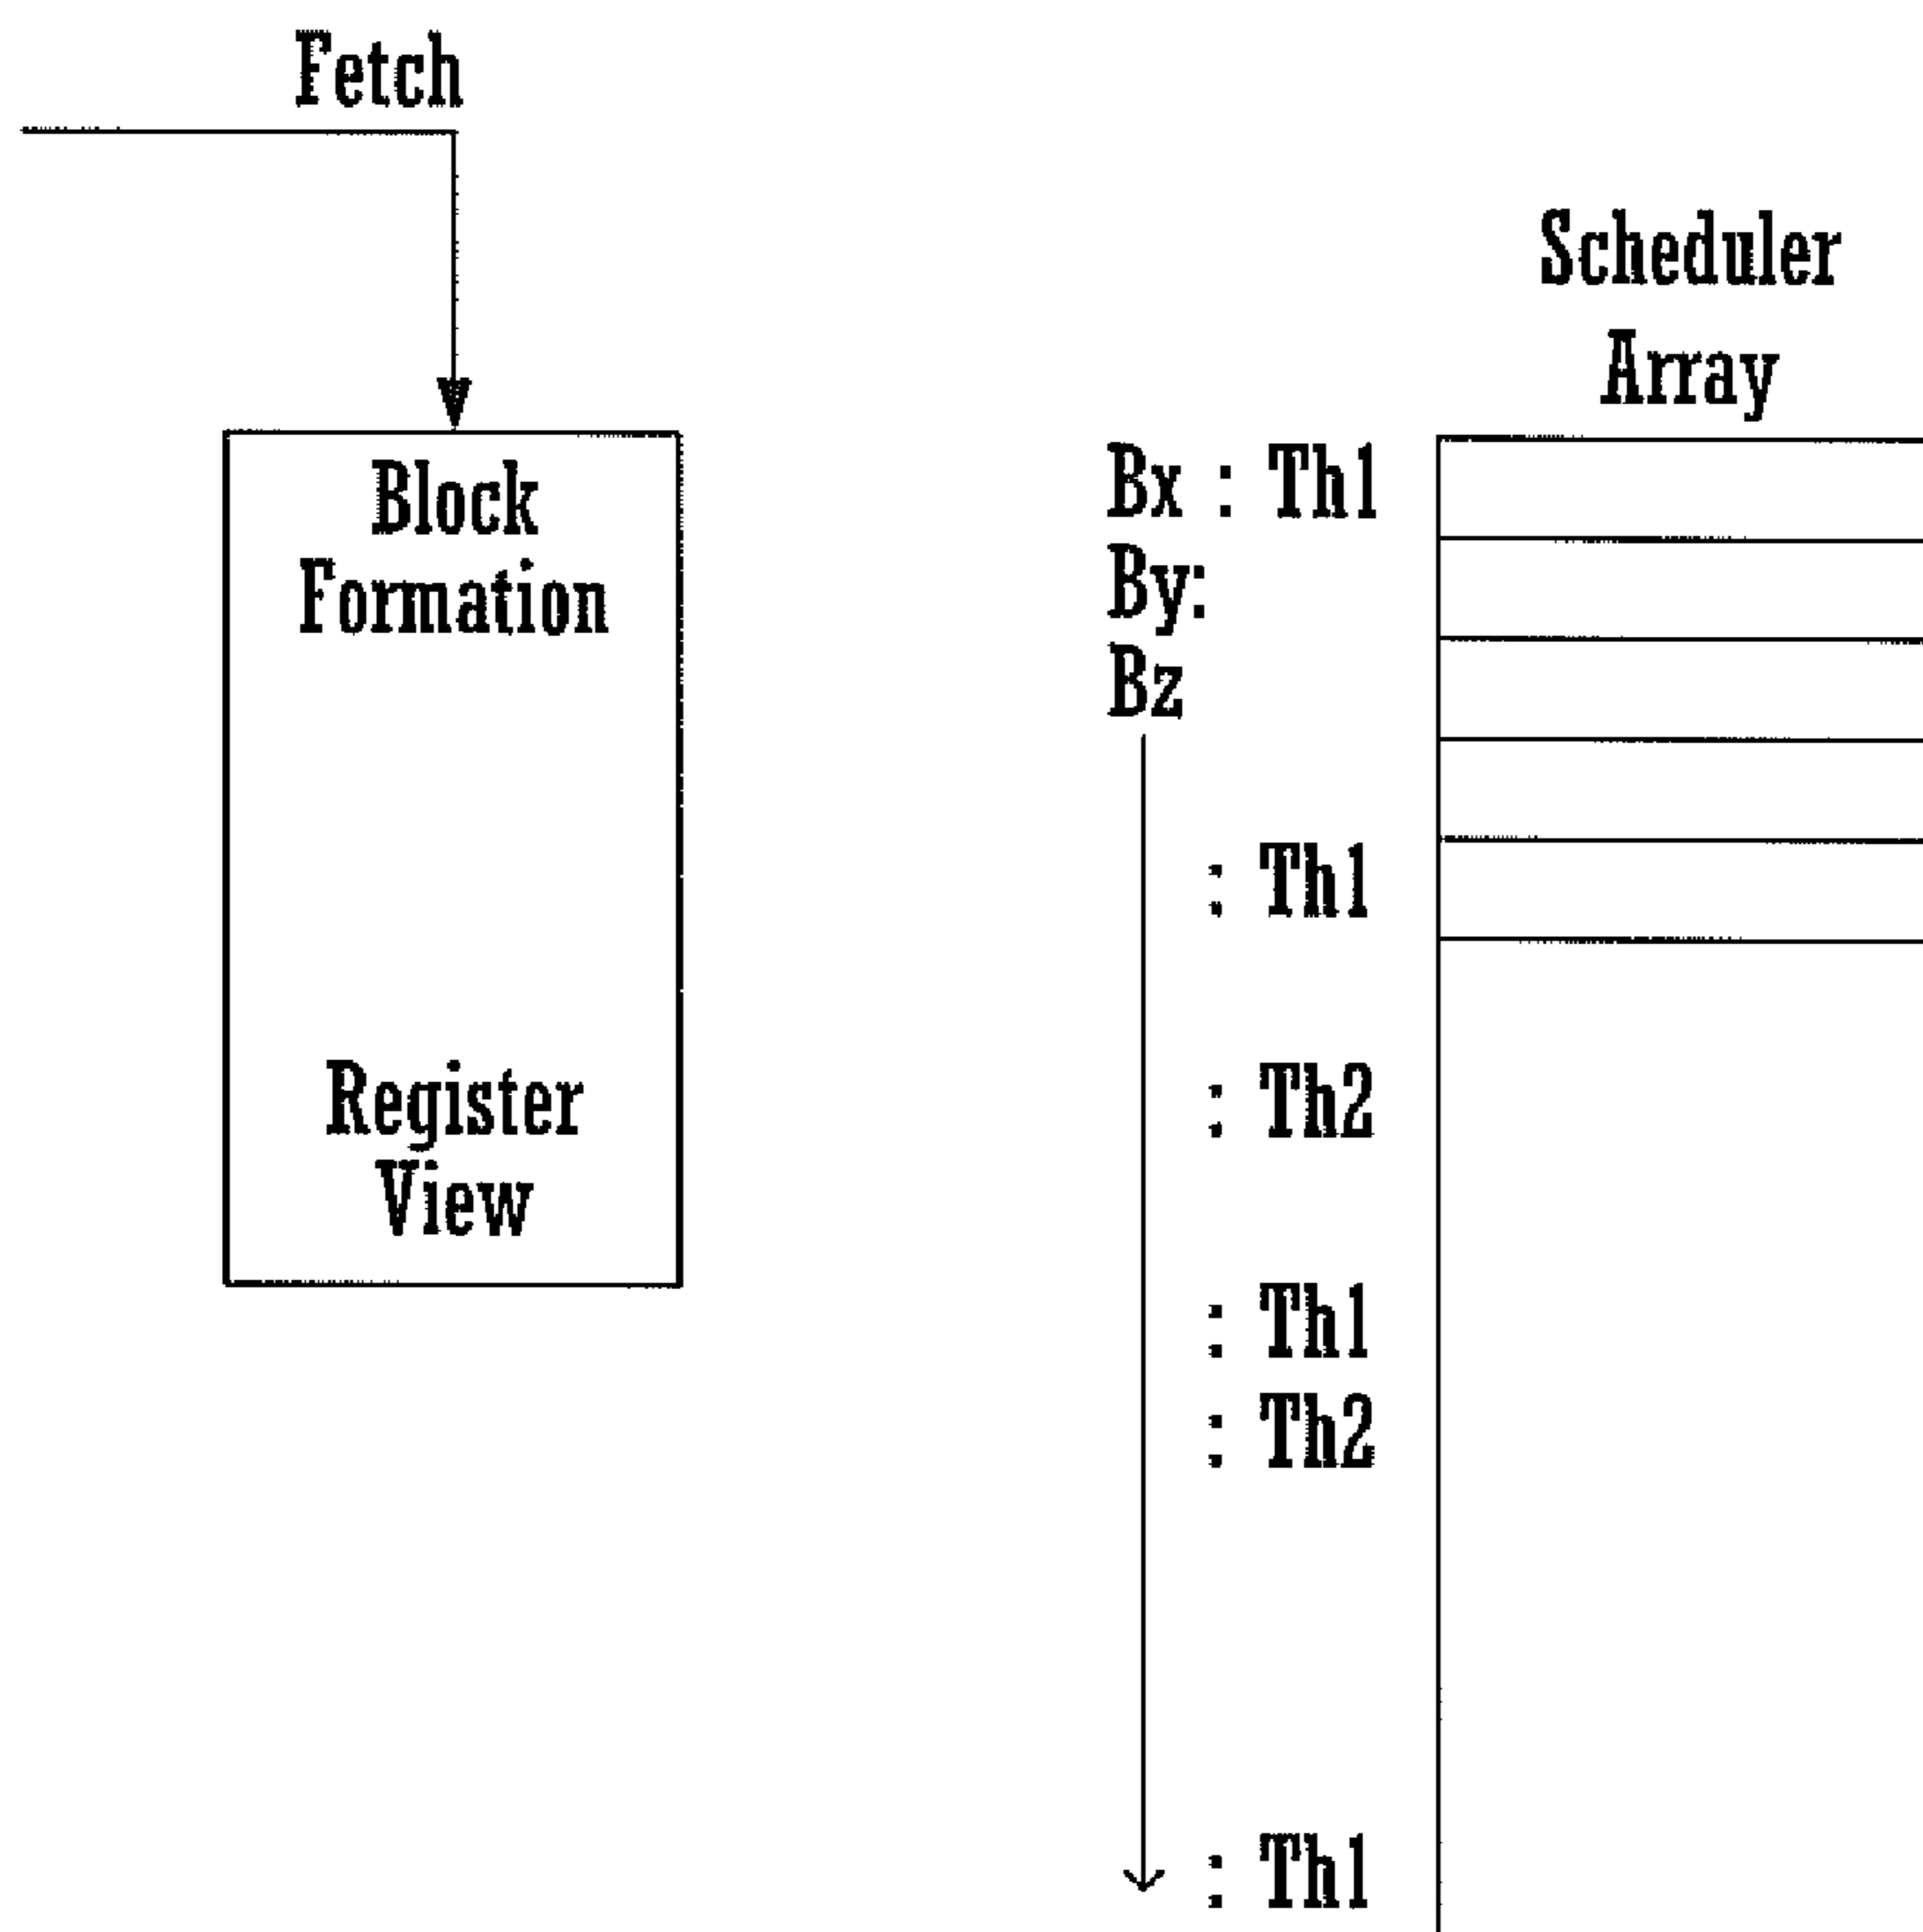 Fetch
Block
Formation
Register
View
Scheduler
Array
Bx : Th1
By:
Bz
: Th1
: Th2
: Th1
: Th2
: Th1